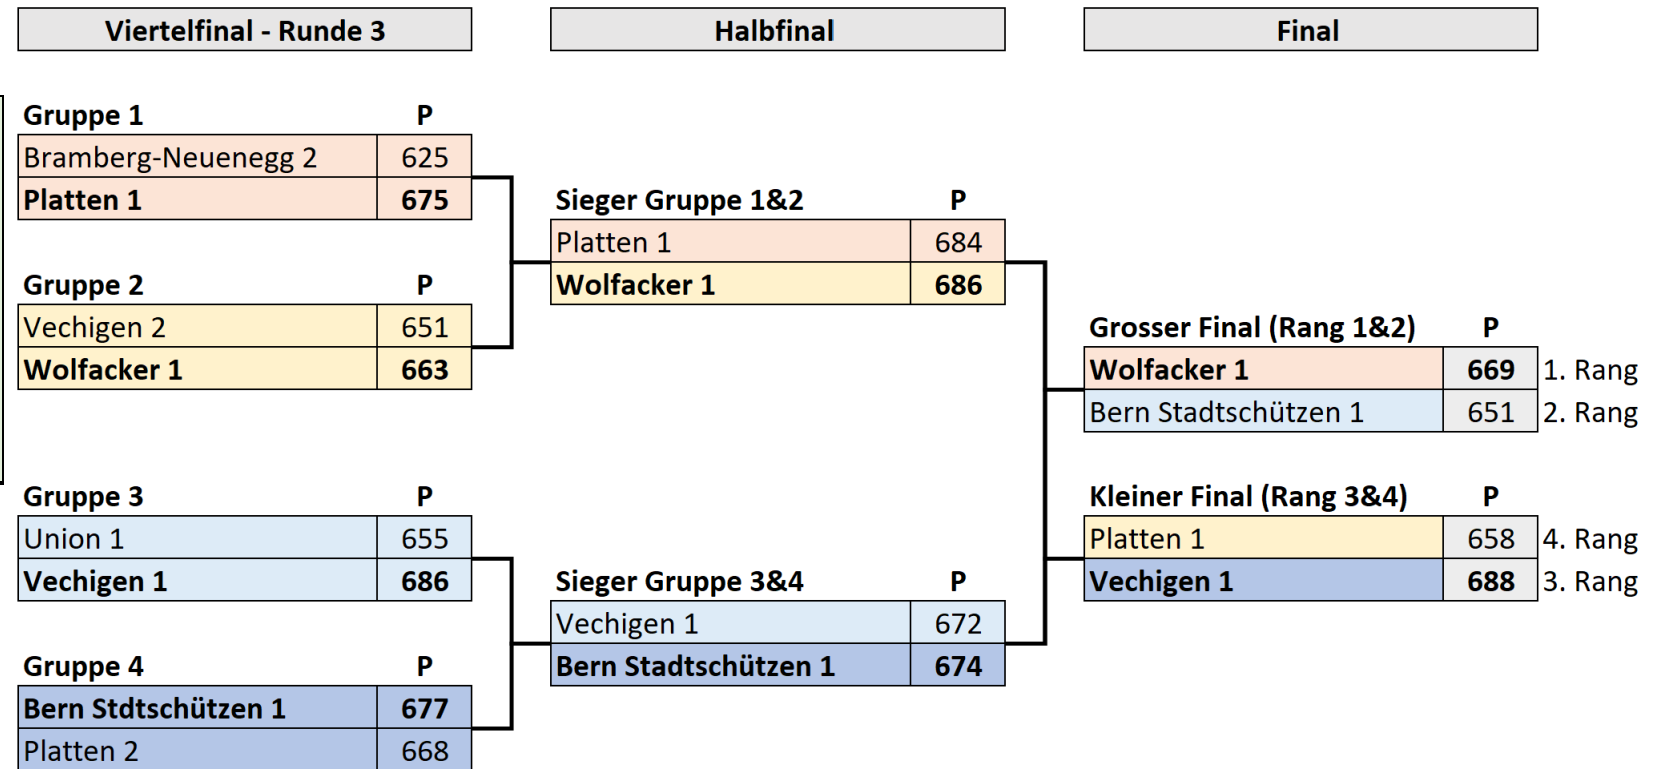 Viertelfinal - Runde 3
Gruppe 1 P
Bramberg-Neuenegg 2 625
Platten 1 675
Gruppe 2 P
Vechigen 2 651
Wolfacker 1 663
Gruppe 3 P
Union 1 655
Vechigen 1 686
Gruppe 4 P
Bern Stdtschützen 1 677
Platten 2 668
Halbfinal
Sieger Gruppe 1&2 P
Platten 1 684
Wolfacker 1 686
Sieger Gruppe 3&4 P
Vechigen 1 672
Bern Stadtschützen 1 674
Final
Grosser Final (Rang 1&2) P
Wolfacker 1 669 1. Rang
Bern Stadtschützen 1 651 2. Rang
Kleiner Final (Rang 3&4) P
Platten 1 658 4. Rang
Vechigen 1 688 3. Rang